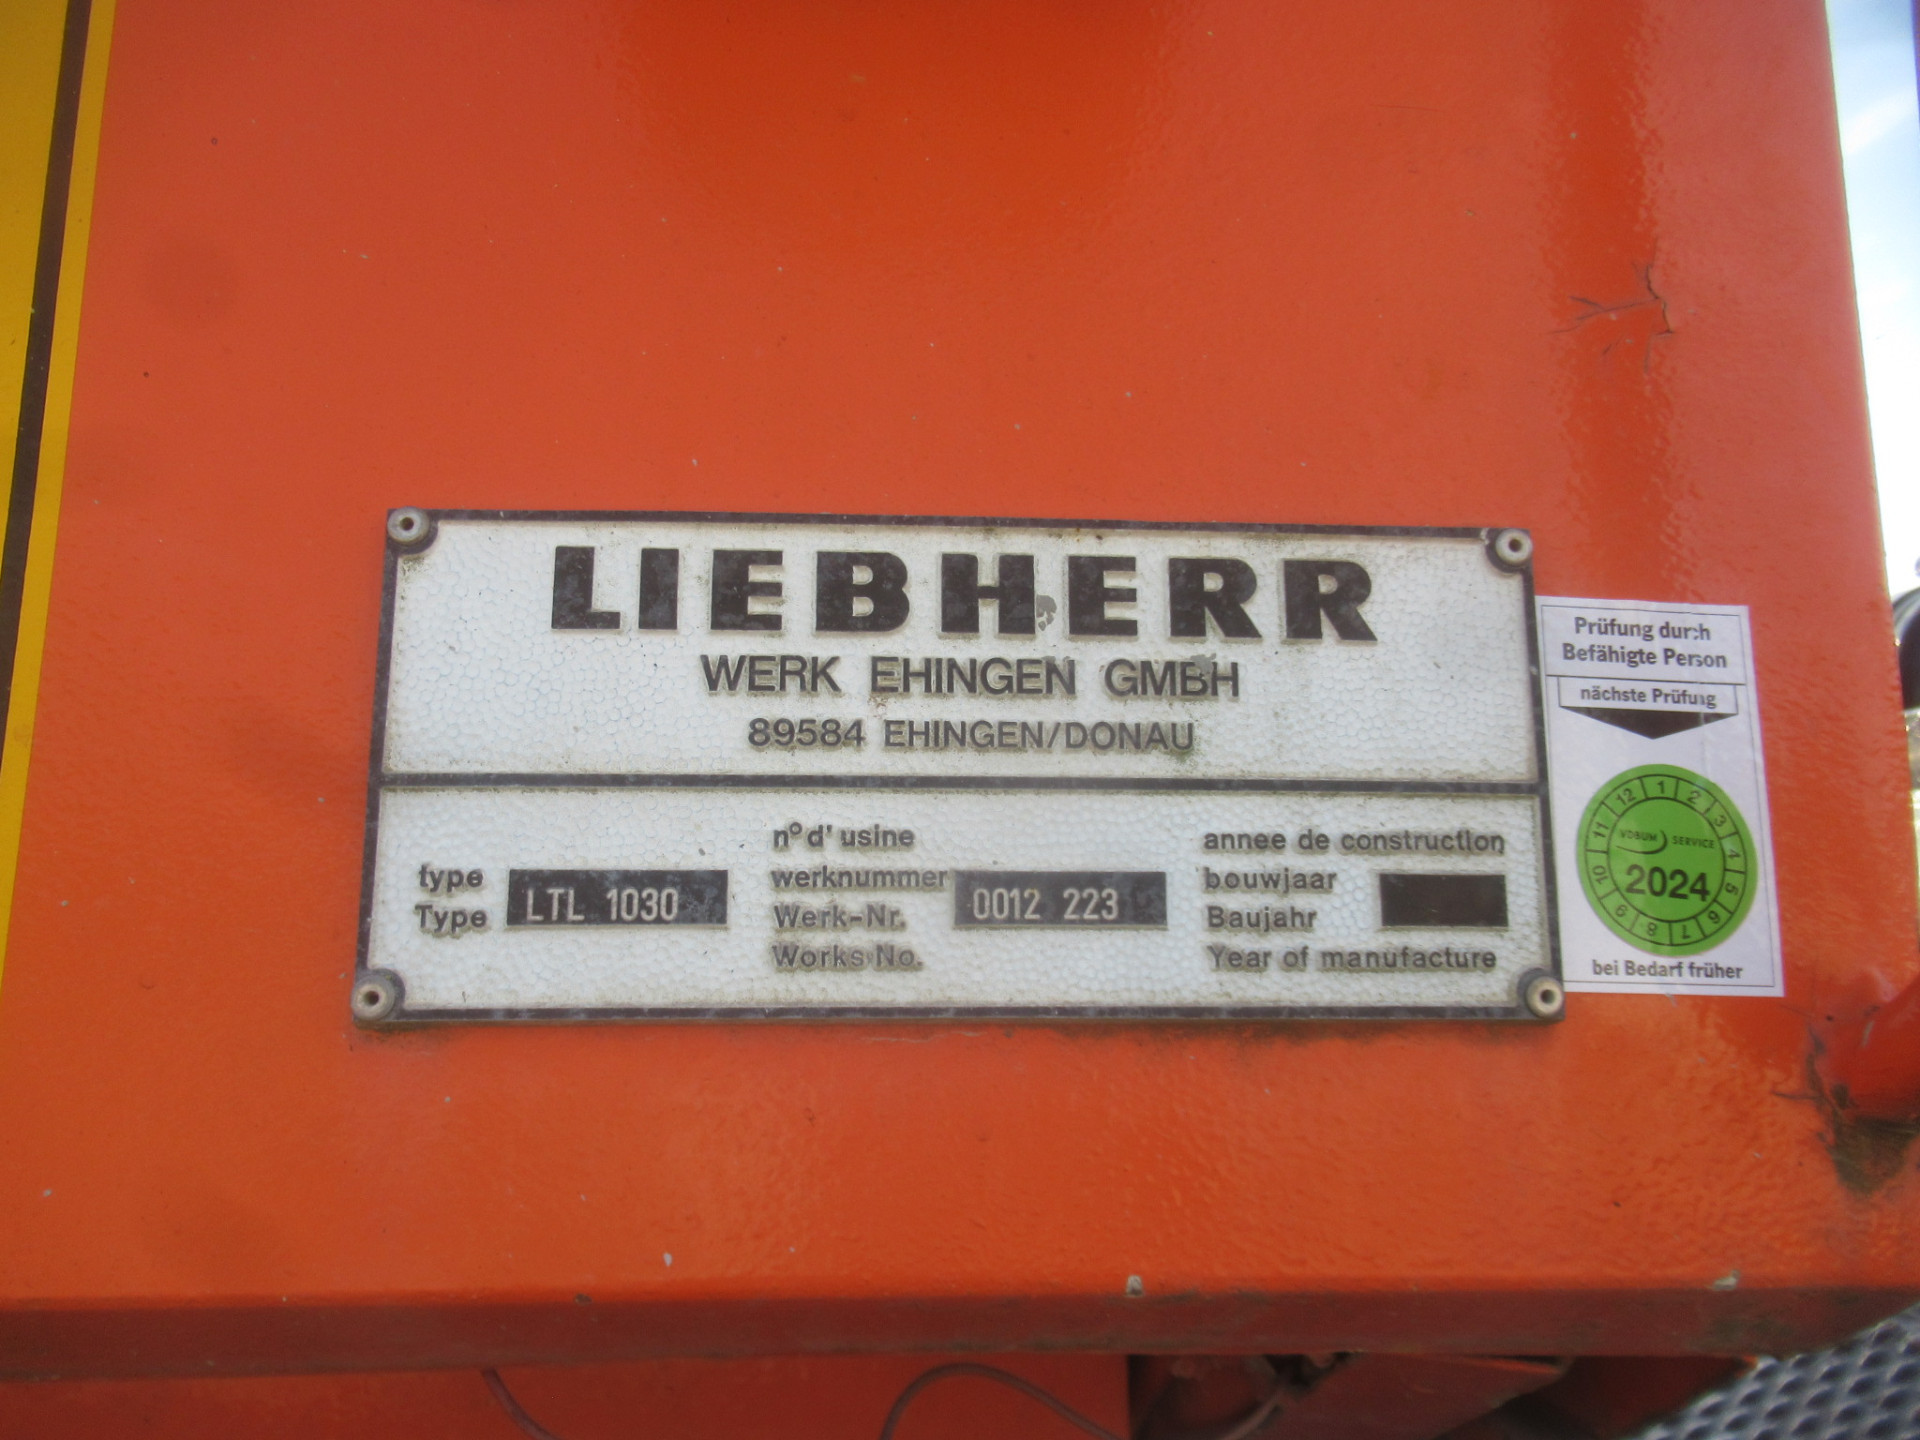 LIEBHERR
WERK EHINGEN GMBH
89584 EHINGEN/DONAU
type
Type
LTL 1030
n° d' usine
werknummer
Werk-Nr.
Works No.
0012 223
annee de construction
bouwjaar
Baujahr
Year of manufacture
Prüfung durch
Befähigte Person
nächste Prüfung
12 1 2 3 4 5 6 7 8 9 10 11
VDBUM SERVICE
2024
bei Bedarf früher